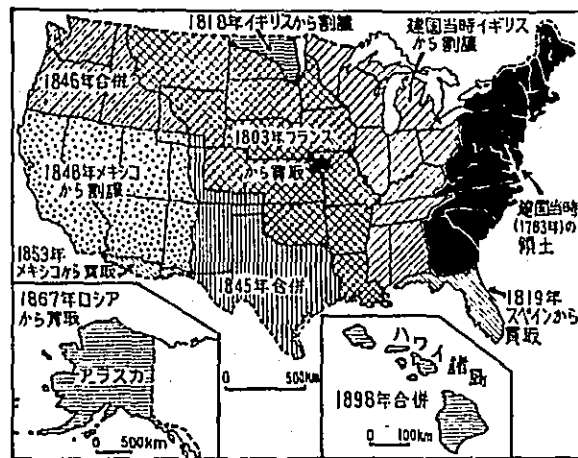 1818年イギリスから割譲
建国当時イギリス
から割譲
1846年合併
1803年フランス
から買取
1848年メキシコ
から割譲
建国当時
(1783年)の
領土
1853年
メキシコから買取
1845年合併
1819年
スペインから
買取
1867年ロシア
から買取
アラスカ
0 500km
0 500km
ハワイ諸島
1898年合併
0 100km